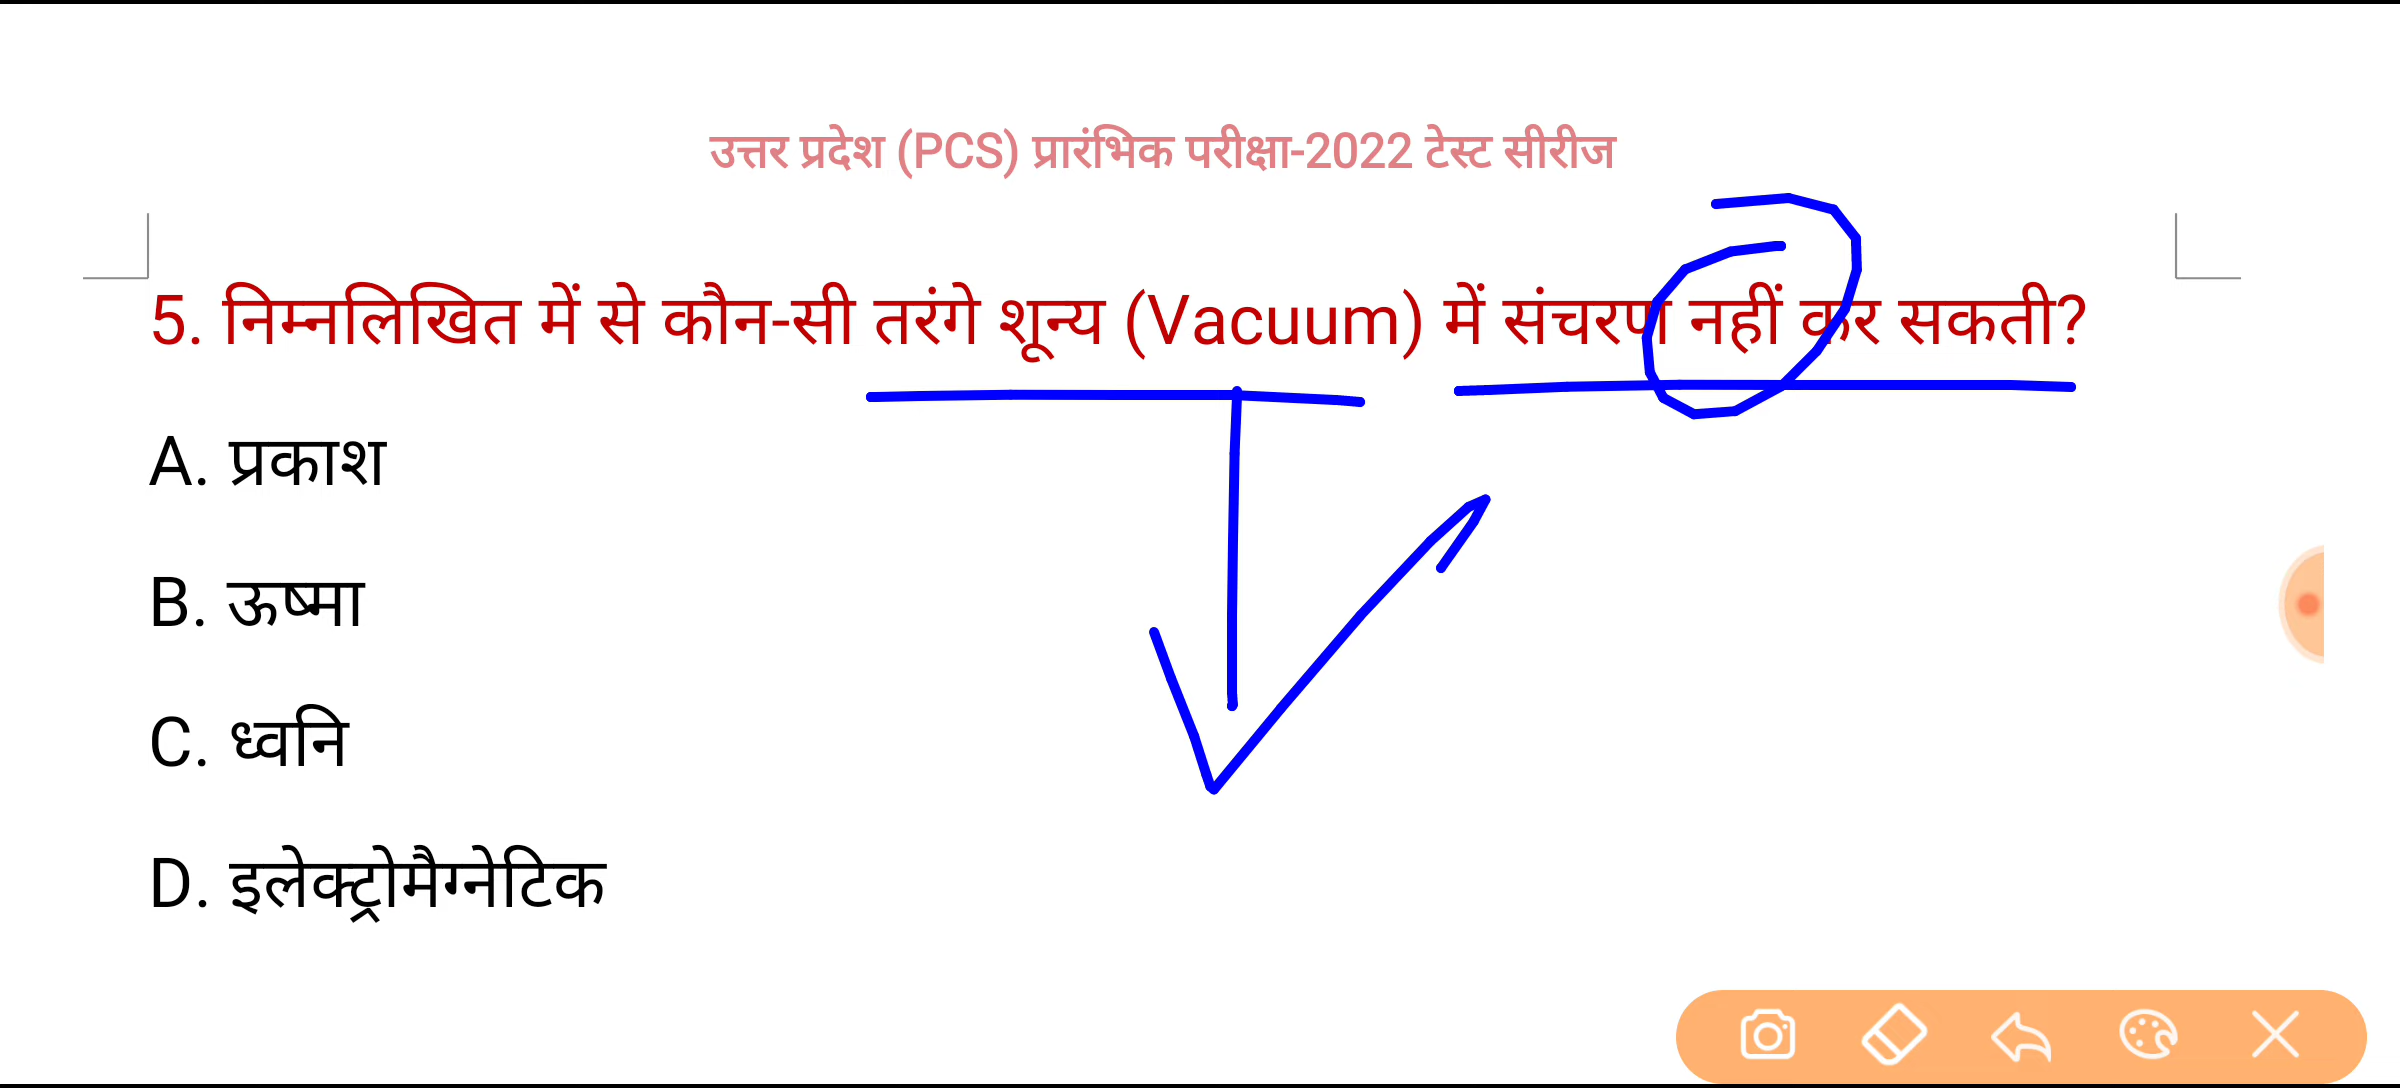 उत्तर प्रदेश (PCS) प्रारंभिक परीक्षा-2022 टेस्ट सीरीज
5. निम्नलिखित में से कौन-सी तरंगे शून्य (Vacuum) में संचरण नहीं कर सकती?
A. प्रकाश
B. ऊष्मा
C. ध्वनि
D. इलेक्ट्रोमैग्नेटिक